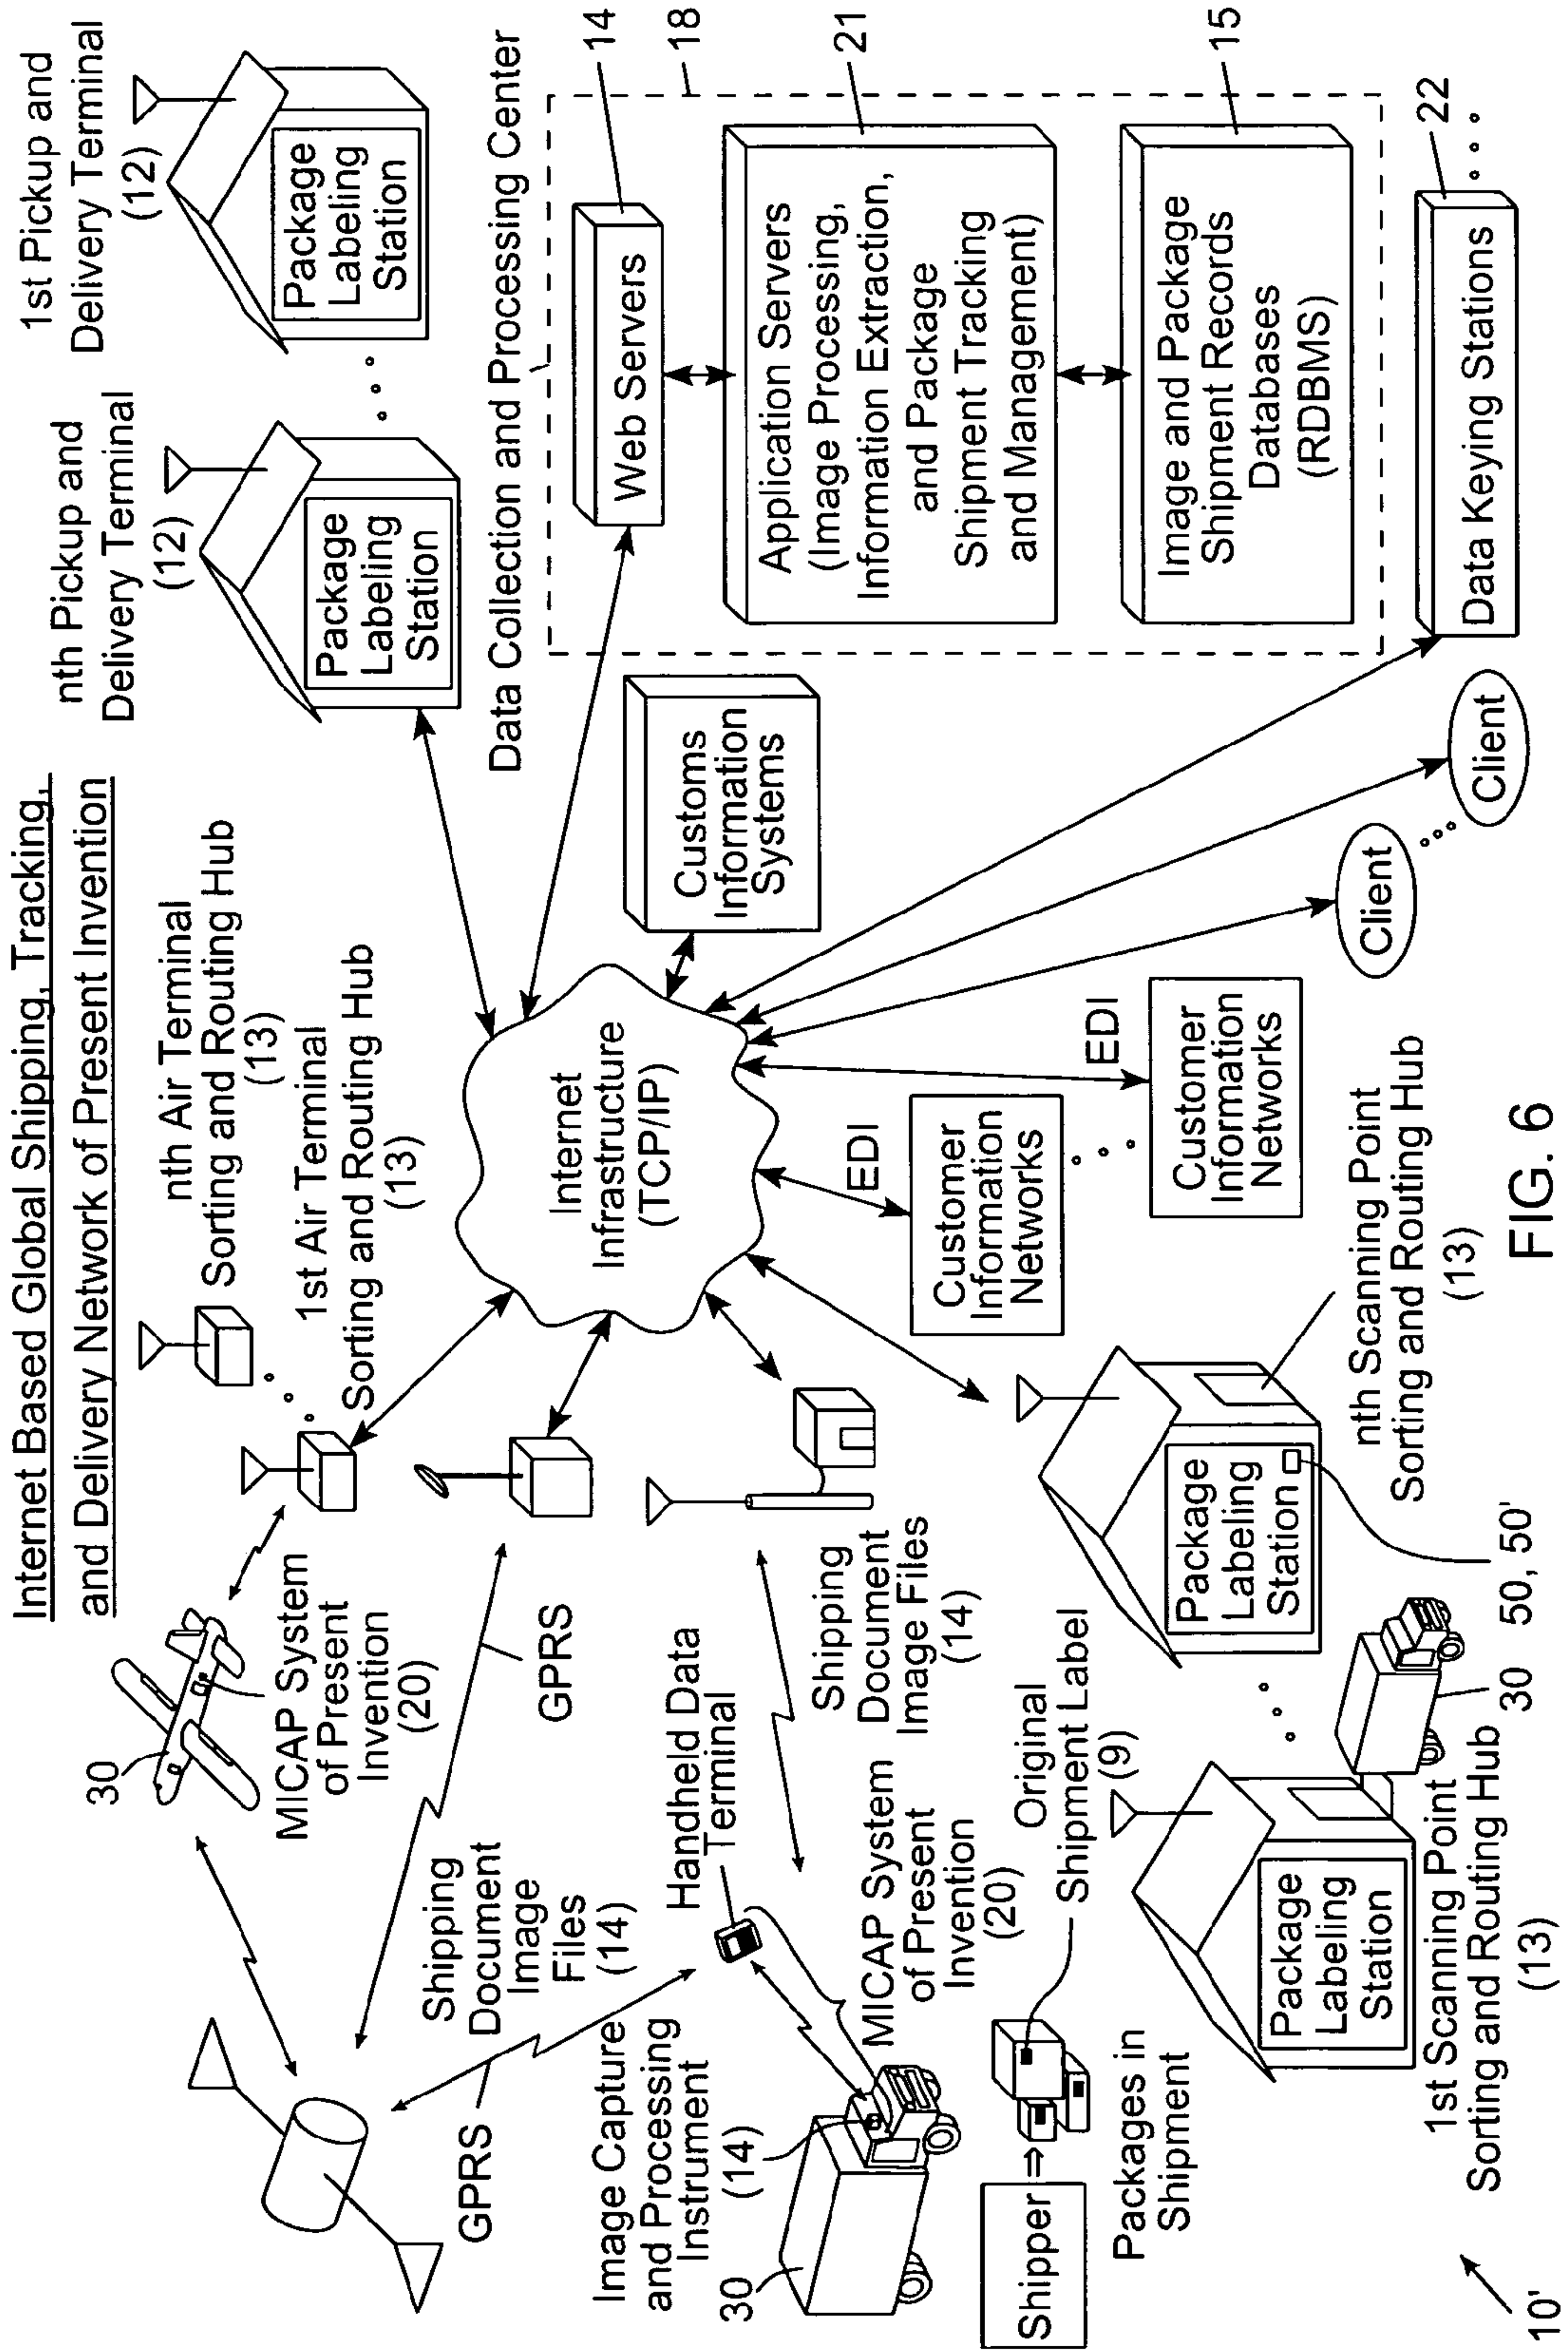 Internet Based Global Shipping, Tracking,
and Delivery Network of Present Invention
1st Pickup and
Delivery Terminal
(12)
Package
Labeling
Station
nth Pickup and
Delivery Terminal
(12)
Package
Labeling
Station
nth Air Terminal
Sorting and Routing Hub
(13)
1st Air Terminal
Sorting and Routing Hub
(13)
30
MICAP System
of Present
Invention
(20)
GPRS
Shipping
Document
Image
Files
(14)
GPRS
Handheld Data
Terminal
Image Capture
and Processing
Instrument
(14)
30
MICAP System
of Present
Invention
(20)
Shipping
Document
Image Files
(14)
Internet
Infrastructure
(TCP/IP)
Data Collection and Processing Center
14
18
Web Servers
21
Application Servers
(Image Processing,
Information Extraction,
and Package
Shipment Tracking
and Management)
15
Image and Package
Shipment Records
Databases
(RDBMS)
22
Data Keying Stations
Customs
Information
Systems
Client
Client
EDI
Customer
Information
Networks
EDI
Customer
Information
Networks
Shipper ⇒
Packages in
Shipment
Original
Shipment Label
(9)
Package
Labeling
Station
1st Scanning Point
Sorting and Routing Hub
(13)
30
Package
Labeling
Station
50, 50'
nth Scanning Point
Sorting and Routing Hub
(13)
10'
FIG. 6